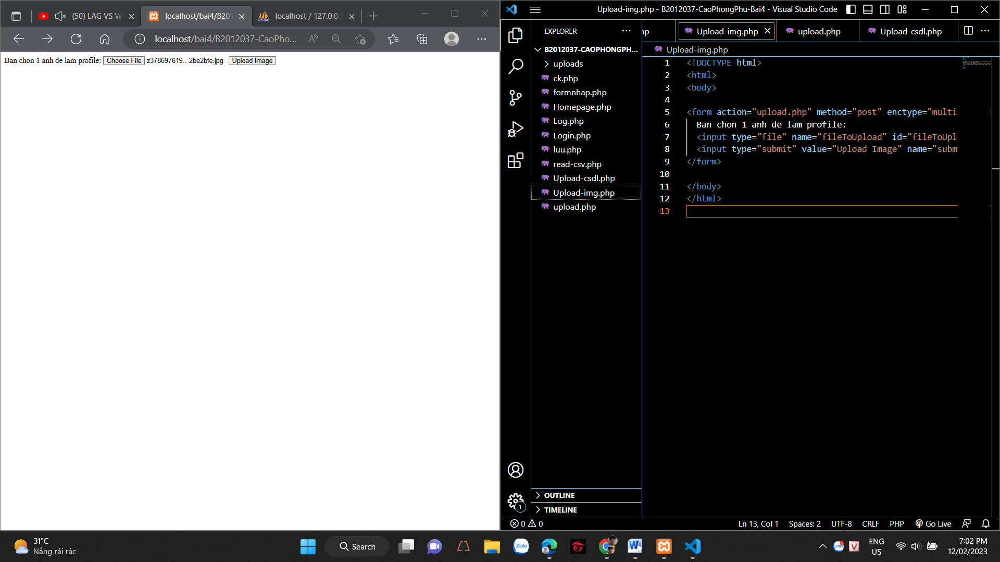 (50) LAG VS W
localhost/bai4/B201
localhost / 127.0.0.1
localhost/bai4/B2012037-CaoPho...
Ban chon 1 anh de lam profile: Choose File z378697619...2be2bfe.jpg Upload Image
Upload-img.php - B2012037-CaoPhongPhu-Bai4 - Visual Studio Code
EXPLORER
B2012037-CAOPHONGPH...
uploads
ck.php
formnhap.php
Homepage.php
Log.php
Login.php
luu.php
read-csv.php
Upload-csdl.php
Upload-img.php
upload.php
OUTLINE
TIMELINE
hp
Upload-img.php
upload.php
Upload-csdl.php
Upload-img.php
1 <!DOCTYPE html>
2 <html>
3 <body>
4
5 <form action="upload.php" method="post" enctype="multi
6 Ban chon 1 anh de lam profile:
7 <input type="file" name="fileToUpload" id="fileToUpl
8 <input type="submit" value="Upload Image" name="subm
9 </form>
10
11 </body>
12 </html>
13
1
0 0
Ln 13, Col 1 Spaces: 2 UTF-8 CRLF PHP Go Live
31°C
Nắng rải rác
Search
Zalo
ENG
US
7:02 PM
12/02/2023